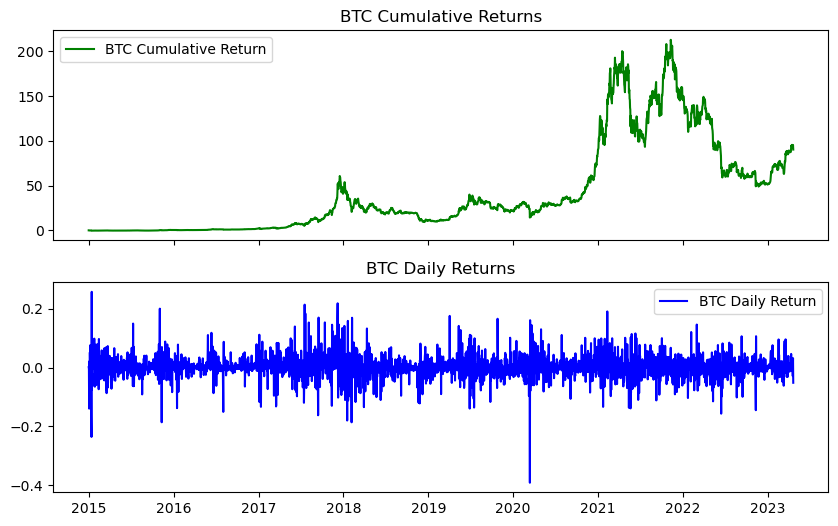 BTC Cumulative Returns
BTC Cumulative Return
200
150
100
50
0
BTC Daily Returns
BTC Daily Return
0.2
0.0
−0.2
−0.4
2015 2016 2017 2018 2019 2020 2021 2022 2023